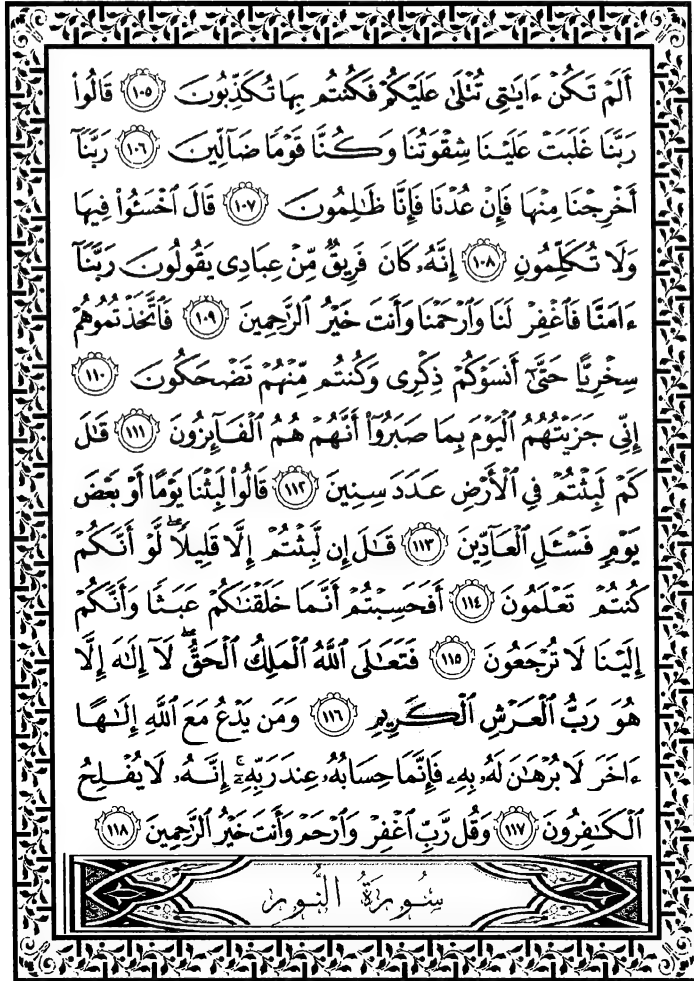 أَلَمْ تَكُنْ ءَايَٰتِى تُتْلَىٰ عَلَيْكُمْ فَكُنتُم بِهَا تُكَذِّبُونَ ١٠٥ قَالُوا۟
رَبَّنَا غَلَبَتْ عَلَيْنَا شِقْوَتُنَا وَكُنَّا قَوْمًا ضَآلِّينَ ١٠٦ رَبَّنَآ
أَخْرِجْنَا مِنْهَا فَإِنْ عُدْنَا فَإِنَّا ظَٰلِمُونَ ١٠٧ قَالَ ٱخْسَـُٔوا۟ فِيهَا
وَلَا تُكَلِّمُونِ ١٠٨ إِنَّهُۥ كَانَ فَرِيقٌ مِّنْ عِبَادِى يَقُولُونَ رَبَّنَآ
ءَامَنَّا فَٱغْفِرْ لَنَا وَٱرْحَمْنَا وَأَنتَ خَيْرُ ٱلرَّٰحِمِينَ ١٠٩ فَٱتَّخَذْتُمُوهُمْ
سِخْرِيًّا حَتَّىٰٓ أَنسَوْكُمْ ذِكْرِى وَكُنتُم مِّنْهُمْ تَضْحَكُونَ ١١٠
إِنِّى جَزَيْتُهُمُ ٱلْيَوْمَ بِمَا صَبَرُوٓا۟ أَنَّهُمْ هُمُ ٱلْفَآئِزُونَ ١١١ قَٰلَ
كَمْ لَبِثْتُمْ فِى ٱلْأَرْضِ عَدَدَ سِنِينَ ١١٢ قَالُوا۟ لَبِثْنَا يَوْمًا أَوْ بَعْضَ
يَوْمٍ فَسْـَٔلِ ٱلْعَآدِّينَ ١١٣ قَٰلَ إِن لَّبِثْتُمْ إِلَّا قَلِيلًا ۖ لَّوْ أَنَّكُمْ
كُنتُمْ تَعْلَمُونَ ١١٤ أَفَحَسِبْتُمْ أَنَّمَا خَلَقْنَٰكُمْ عَبَثًا وَأَنَّكُمْ
إِلَيْنَا لَا تُرْجَعُونَ ١١٥ فَتَعَٰلَى ٱللَّهُ ٱلْمَلِكُ ٱلْحَقُّ ۖ لَآ إِلَٰهَ إِلَّا
هُوَ رَبُّ ٱلْعَرْشِ ٱلْكَرِيمِ ١١٦ وَمَن يَدْعُ مَعَ ٱللَّهِ إِلَٰهًا
ءَاخَرَ لَا بُرْهَٰنَ لَهُۥ بِهِۦ فَإِنَّمَا حِسَابُهُۥ عِندَ رَبِّهِۦٓ ۚ إِنَّهُۥ لَا يُفْلِحُ
ٱلْكَٰفِرُونَ ١١٧ وَقُل رَّبِّ ٱغْفِرْ وَٱرْحَمْ وَأَنتَ خَيْرُ ٱلرَّٰحِمِينَ ١١٨
سُورَةُ النُّورِ